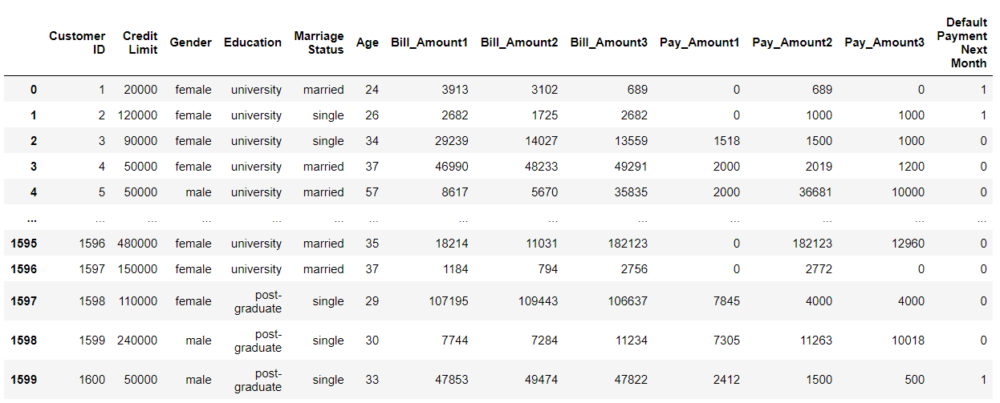 Customer ID Credit Limit Gender Education Marriage Status Age Bill_Amount1 Bill_Amount2 Bill_Amount3 Pay_Amount1 Pay_Amount2 Pay_Amount3 Default Payment Next Month
0 1 20000 female university married 24 3913 3102 689 0 689 0 1
1 2 120000 female university single 26 2682 1725 2682 0 1000 1000 1
2 3 90000 female university single 34 29239 14027 13559 1518 1500 1000 0
3 4 50000 female university married 37 46990 48233 49291 2000 2019 1200 0
4 5 50000 male university married 57 8617 5670 35835 2000 36681 10000 0
... ... ... ... ... ... ... ... ... ... ... ... ... ...
1595 1596 480000 female university married 35 18214 11031 182123 0 182123 12960 0
1596 1597 150000 female university married 37 1184 794 2756 0 2772 0 0
1597 1598 110000 female post-graduate single 29 107195 109443 106637 7845 4000 4000 0
1598 1599 240000 male post-graduate single 30 7744 7284 11234 7305 11263 10018 0
1599 1600 50000 male post-graduate single 33 47853 49474 47822 2412 1500 500 1